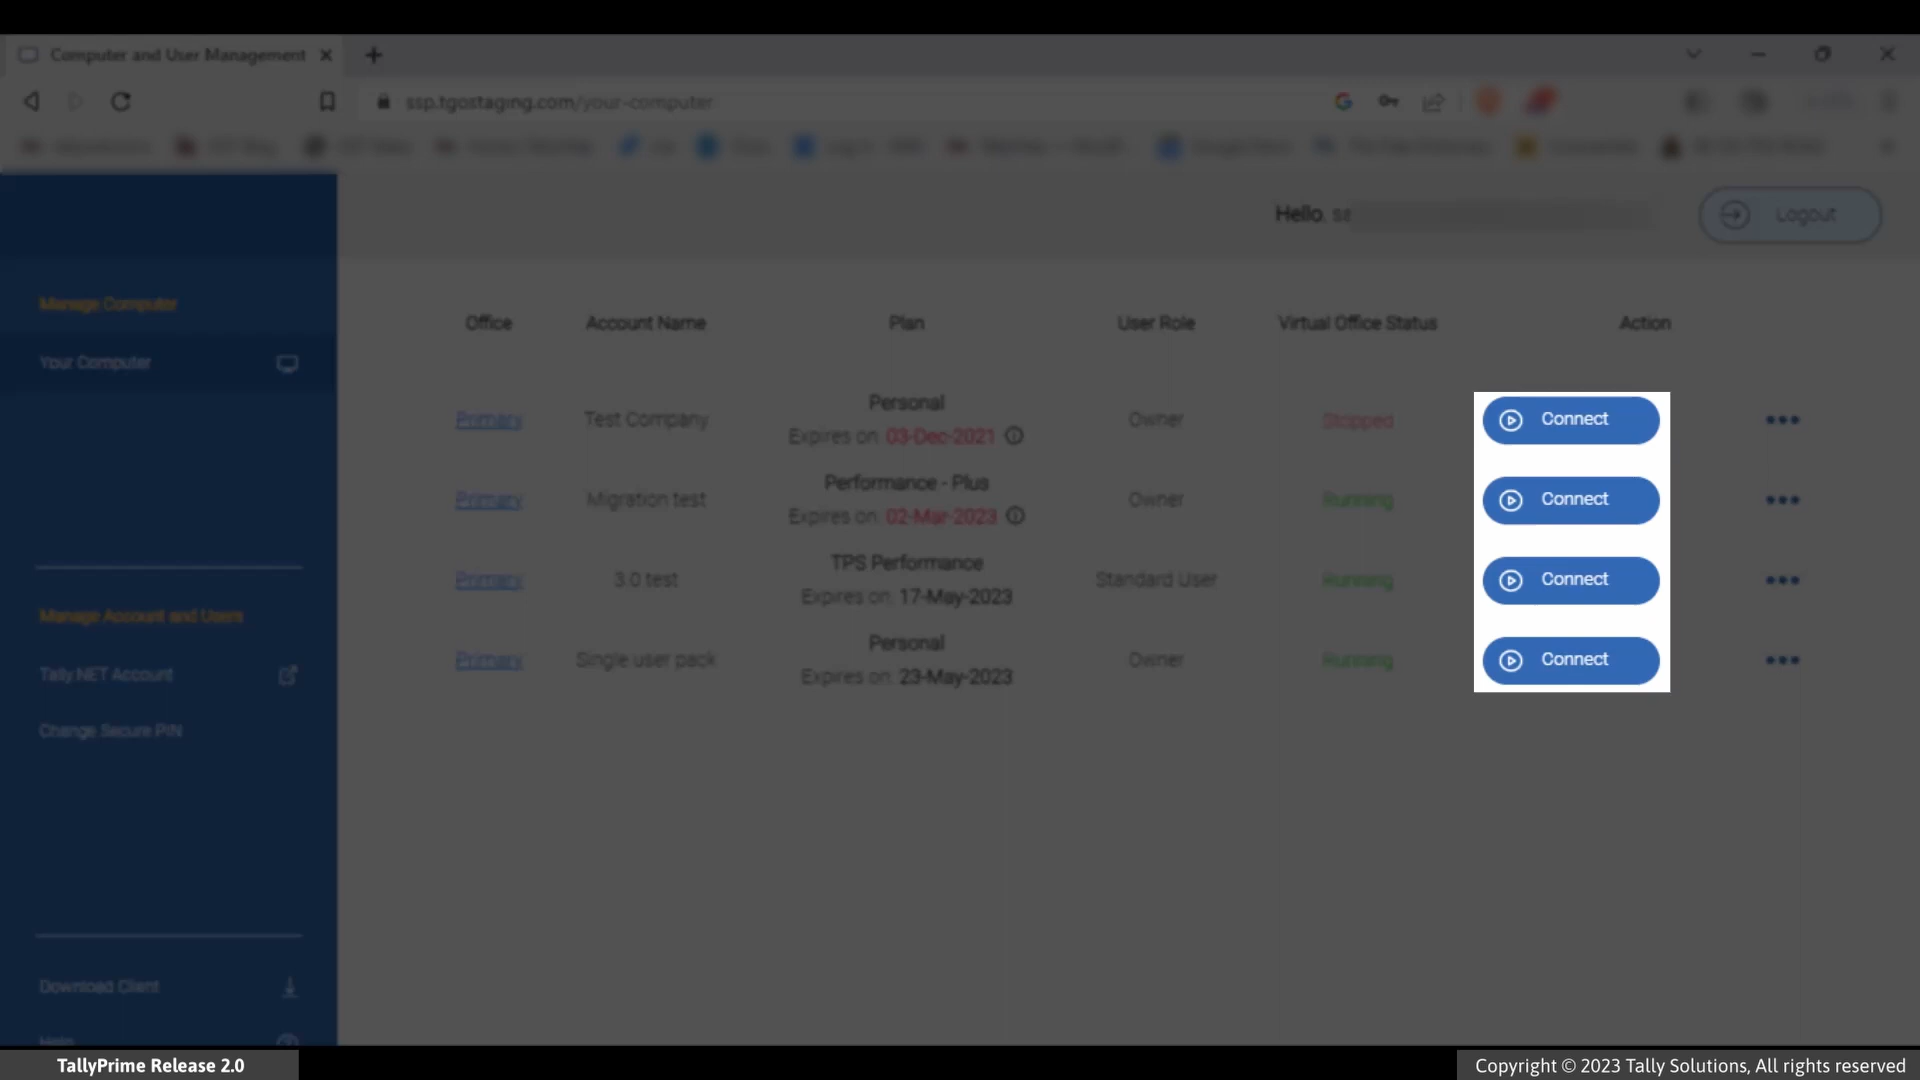 Computer and User Management
ssp.tgostaging.com/your-computer
Hello,
Logout
Manage Computer
Your Computer
Manage Account and Users
Tally NET Account
Change Secure PIN
Download Client
Help
Office Account Name Plan User Role Virtual Office Status Action
Primary Test Company Personal Owner Stopped Connect
Expires on: 03-Dec-2021
Primary Migration test Performance - Plus Owner Running Connect
Expires on: 02-Mar-2023
Primary 3.0 test TPS Performance Standard User Running Connect
Expires on: 17-May-2023
Primary Single user pack Personal Owner Running Connect
Expires on: 23-May-2023
TallyPrime Release 2.0
Copyright © 2023 Tally Solutions, All rights reserved